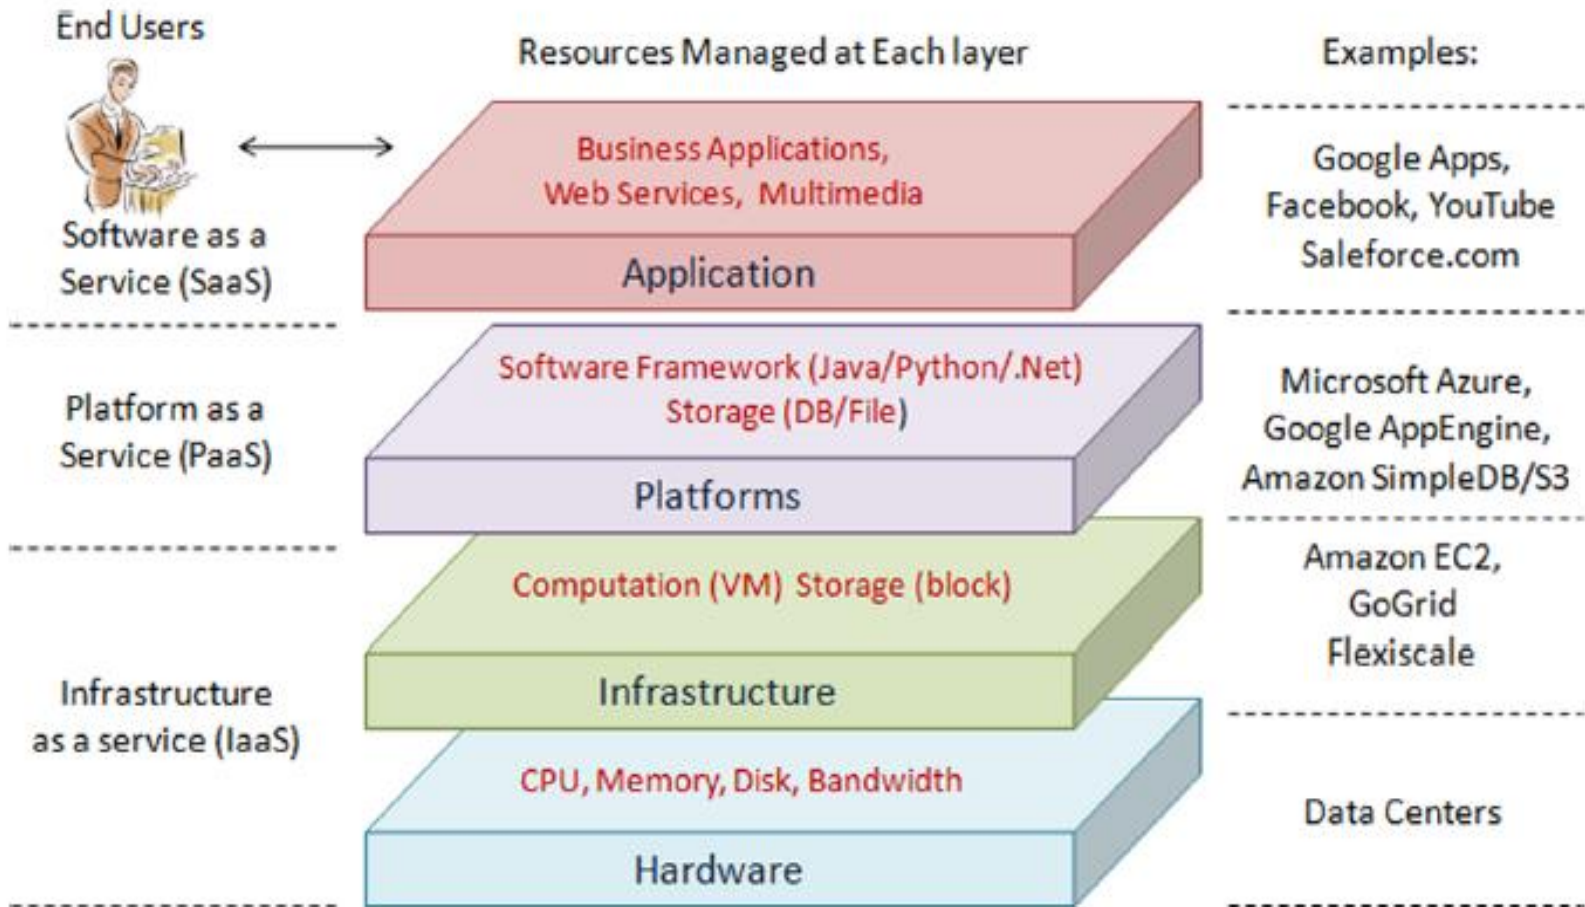 End Users
Resources Managed at Each layer
Examples:
Business Applications,
Web Services, Multimedia
Application
Software as a
Service (SaaS)
Google Apps,
Facebook, YouTube
Saleforce.com
Software Framework (Java/Python/.Net)
Storage (DB/File)
Platforms
Platform as a
Service (PaaS)
Microsoft Azure,
Google AppEngine,
Amazon SimpleDB/S3
Computation (VM) Storage (block)
Infrastructure
Amazon EC2,
GoGrid
Flexiscale
Infrastructure
as a service (IaaS)
CPU, Memory, Disk, Bandwidth
Hardware
Data Centers